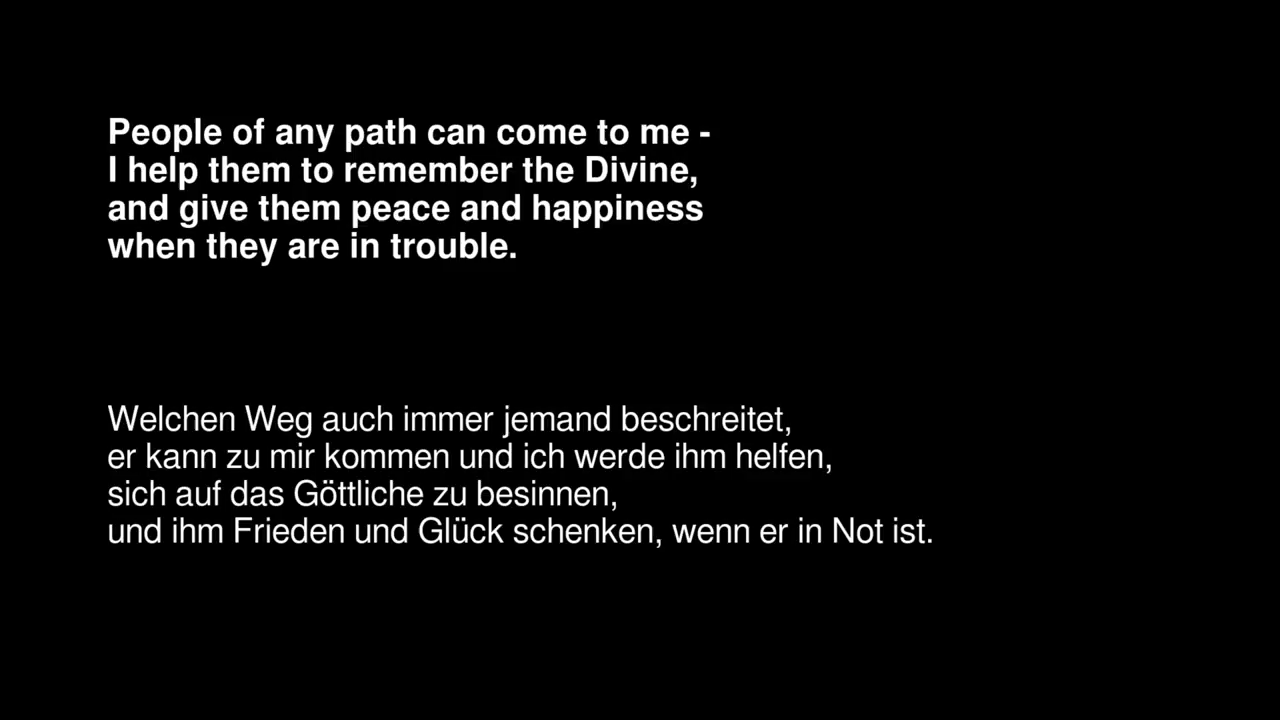 People of any path can come to me -
I help them to remember the Divine,
and give them peace and happiness
when they are in trouble.
Welchen Weg auch immer jemand beschreitet,
er kann zu mir kommen und ich werde ihm helfen,
sich auf das Göttliche zu besinnen,
und ihm Frieden und Glück schenken, wenn er in Not ist.